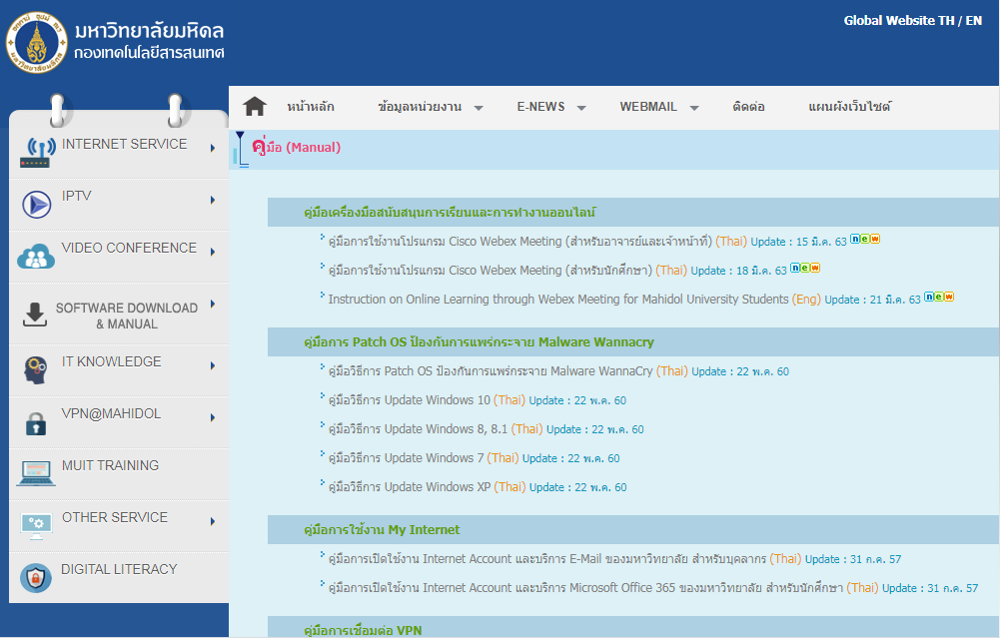 มหาวิทยาลัยมหิดล
กองเทคโนโลยีสารสนเทศ
Global Website TH / EN
หน้าหลัก ข้อมูลหน่วยงาน E-NEWS WEBMAIL ติดต่อ แผนผังเว็บไซต์
INTERNET SERVICE
IPTV
VIDEO CONFERENCE
SOFTWARE DOWNLOAD
& MANUAL
IT KNOWLEDGE
VPN@MAHIDOL
MUIT TRAINING
OTHER SERVICE
DIGITAL LITERACY
คู่มือ (Manual)
คู่มือเครื่องมือสนับสนุนการเรียนและการทำงานออนไลน์
คู่มือการใช้งานโปรแกรม Cisco Webex Meeting (สำหรับอาจารย์และเจ้าหน้าที่) (Thai) Update : 15 มี.ค. 63 new
คู่มือการใช้งานโปรแกรม Cisco Webex Meeting (สำหรับนักศึกษา) (Thai) Update : 18 มี.ค. 63 new
Instruction on Online Learning through Webex Meeting for Mahidol University Students (Eng) Update : 21 มี.ค. 63 new
คู่มือการ Patch OS ป้องกันการแพร่กระจาย Malware Wannacry
คู่มือวิธีการ Patch OS ป้องกันการแพร่กระจาย Malware WannaCry (Thai) Update : 22 พ.ค. 60
คู่มือวิธีการ Update Windows 10 (Thai) Update : 22 พ.ค. 60
คู่มือวิธีการ Update Windows 8, 8.1 (Thai) Update : 22 พ.ค. 60
คู่มือวิธีการ Update Windows 7 (Thai) Update : 22 พ.ค. 60
คู่มือวิธีการ Update Windows XP (Thai) Update : 22 พ.ค. 60
คู่มือการใช้งาน My Internet
คู่มือการเปิดใช้งาน Internet Account และบริการ E-Mail ของมหาวิทยาลัย สำหรับบุคลากร (Thai) Update : 31 ก.ค. 57
คู่มือการเปิดใช้งาน Internet Account และบริการ Microsoft Office 365 ของมหาวิทยาลัย สำหรับนักศึกษา (Thai) Update : 31 ก.ค. 57
คู่มือการเชื่อมต่อ VPN